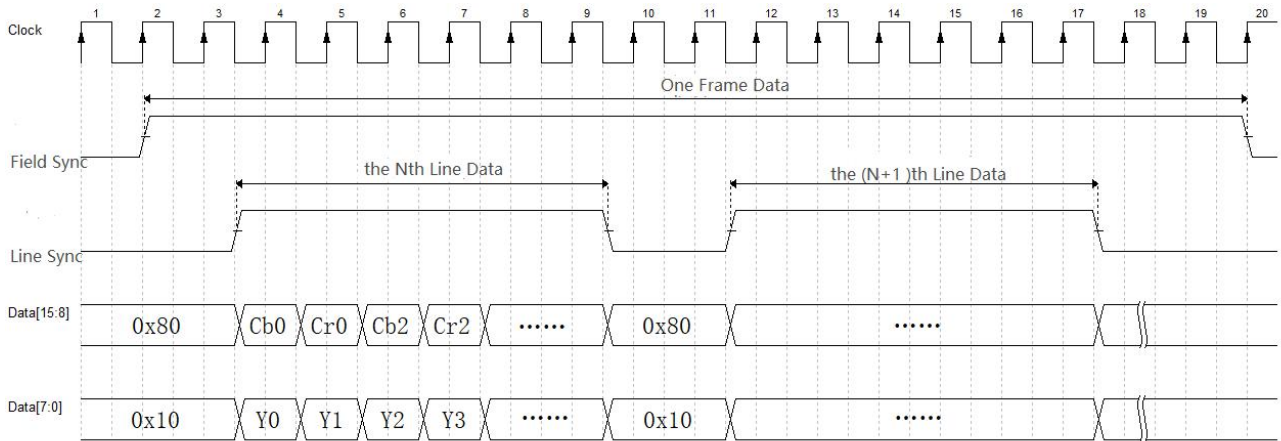 1 2 3 4 5 6 7 8 9 10 11 12 13 14 15 16 17 18 19 20
Clock
One Frame Data
Field Sync
the Nth Line Data
the (N+1 )th Line Data
Line Sync
Data[15:8]
0x80 Cb0 Cr0 Cb2 Cr2 ...... 0x80 ......
Data[7:0]
0x10 Y0 Y1 Y2 Y3 ...... 0x10 ......